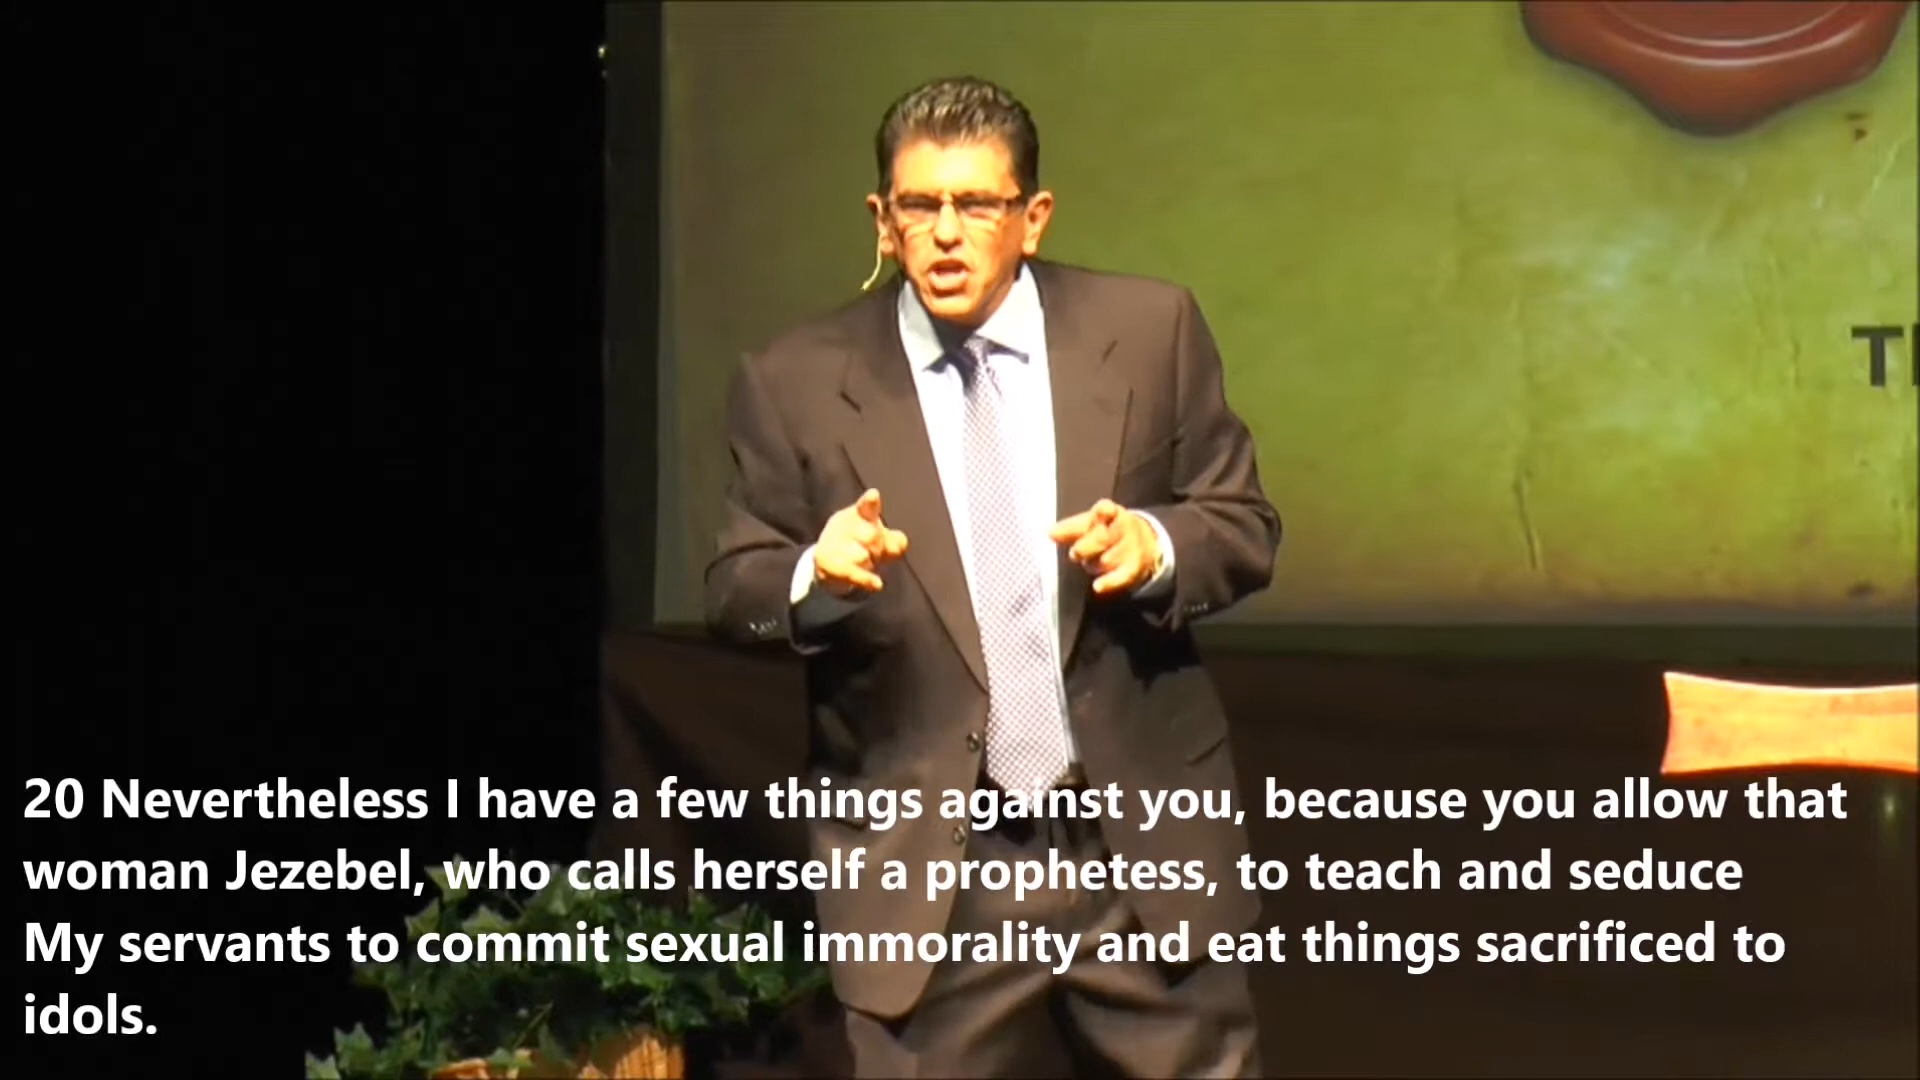 20 Nevertheless I have a few things against you, because you allow that
woman Jezebel, who calls herself a prophetess, to teach and seduce
My servants to commit sexual immorality and eat things sacrificed to
idols.